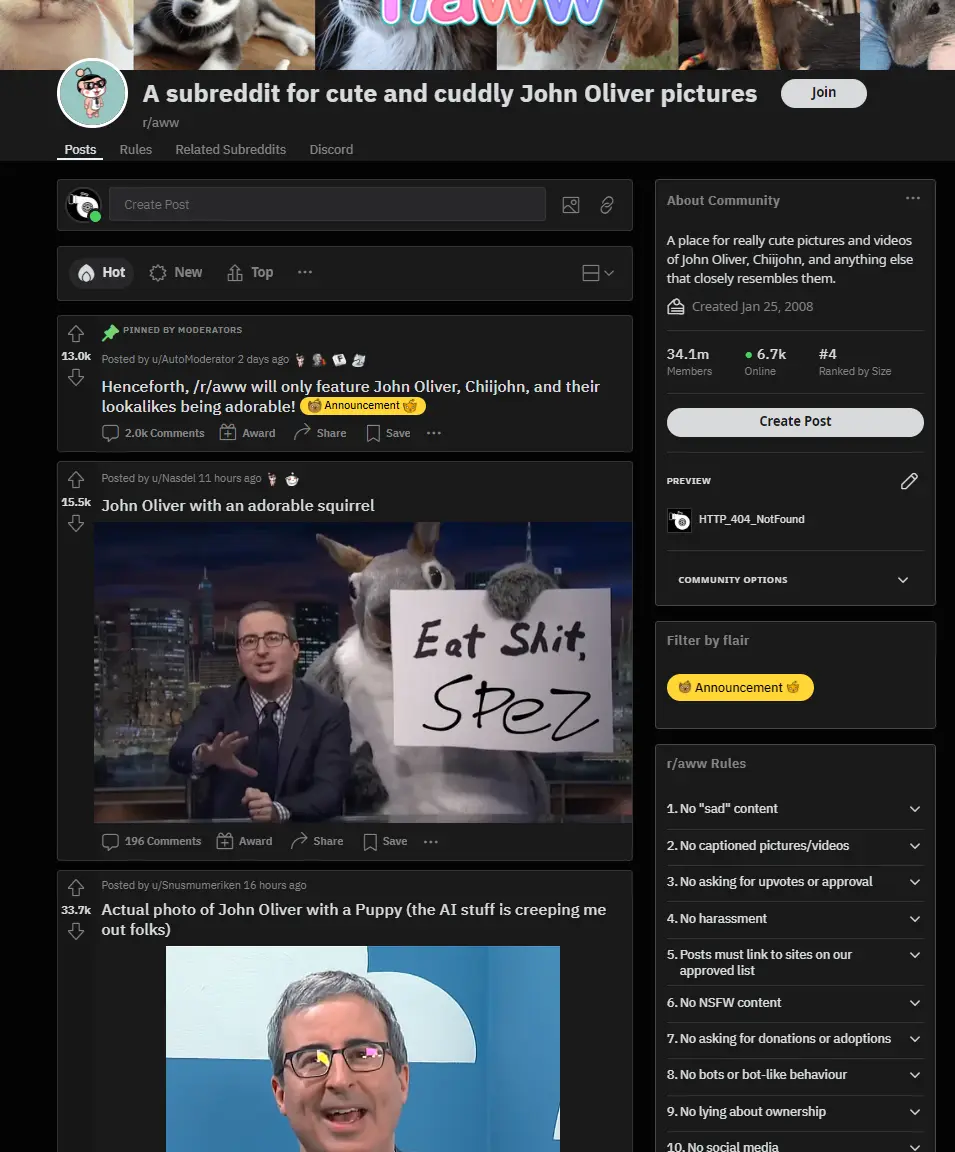 r/aww
A subreddit for cute and cuddly John Oliver pictures
Join
r/aww
Posts
Rules
Related Subreddits
Discord
Create Post
Hot
New
Top
PINNED BY MODERATORS
13.0k
Posted by u/AutoModerator 2 days ago
Henceforth, /r/aww will only feature John Oliver, Chiijohn, and their
lookalikes being adorable! Announcement
2.0k Comments
Award
Share
Save
Posted by u/Nasdel 11 hours ago
15.5k
John Oliver with an adorable squirrel
Eat Shit,
Spez
196 Comments
Award
Share
Save
Posted by u/Snusmumeriken 16 hours ago
33.7k
Actual photo of John Oliver with a Puppy (the AI stuff is creeping me
out folks)
About Community
A place for really cute pictures and videos
of John Oliver, Chiijohn, and anything else
that closely resembles them.
Created Jan 25, 2008
34.1m
Members
6.7k
Online
#4
Ranked by Size
Create Post
PREVIEW
HTTP_404_NotFound
COMMUNITY OPTIONS
Filter by flair
Announcement
r/aww Rules
1. No "sad" content
2. No captioned pictures/videos
3. No asking for upvotes or approval
4. No harassment
5. Posts must link to sites on our
approved list
6. No NSFW content
7. No asking for donations or adoptions
8. No bots or bot-like behaviour
9. No lying about ownership
10. No social media